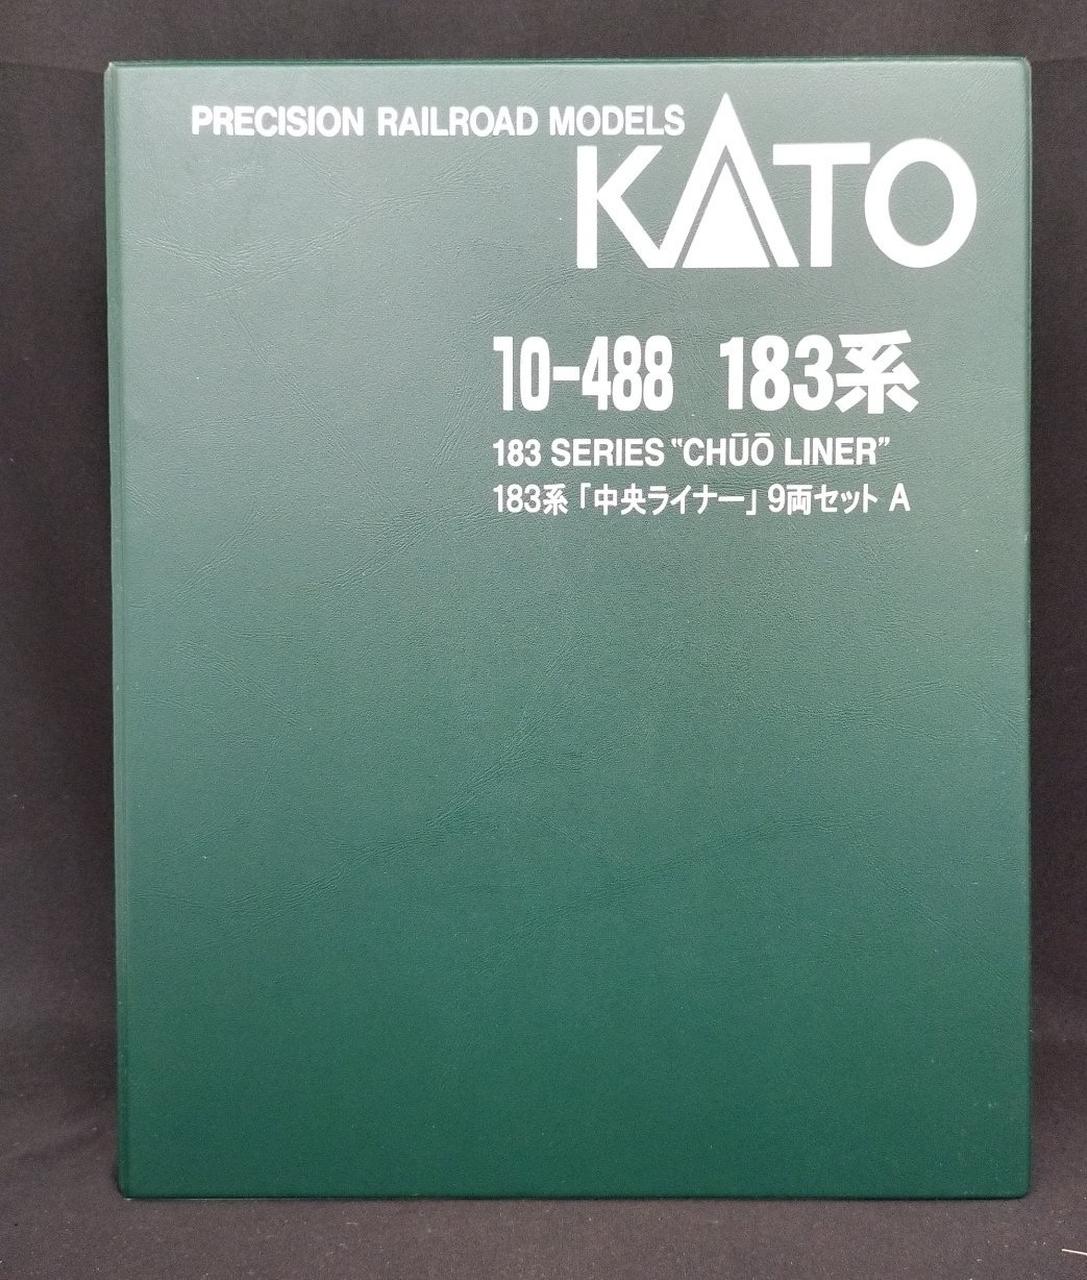 PRECISION RAILROAD MODELS
KATO
10-488 183系
183 SERIES "CHŪŌ LINER"
183系「中央ライナー」9両セット A